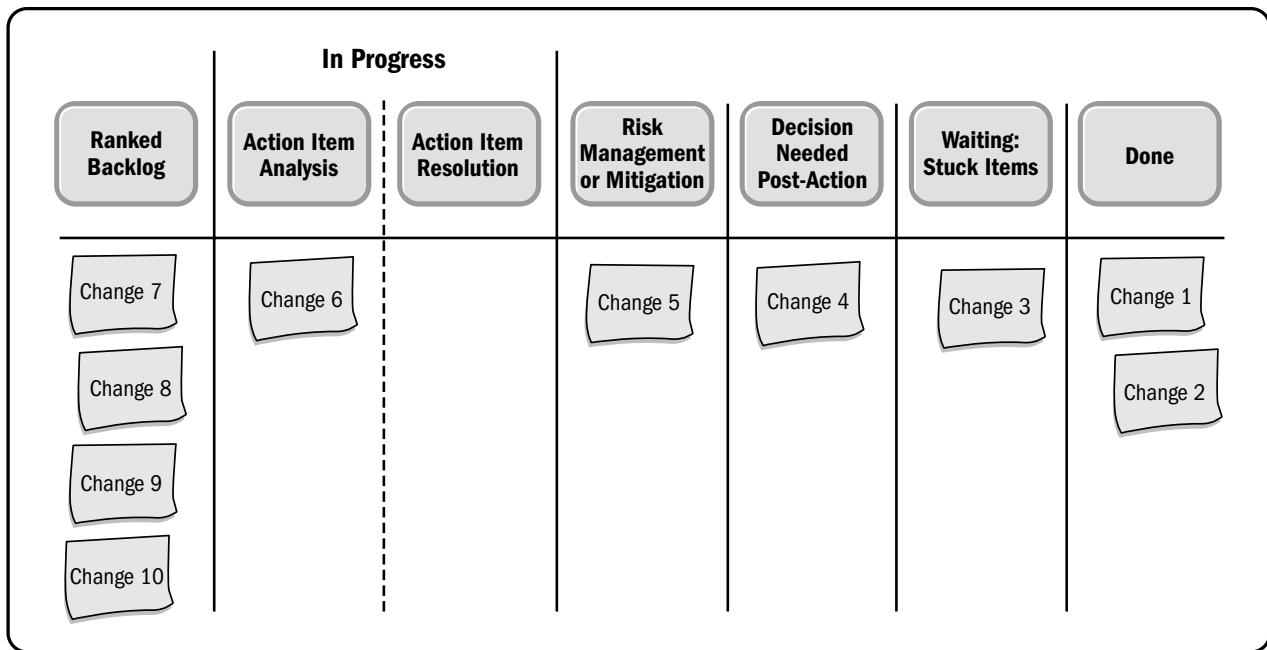 In Progress
Ranked
Backlog
Action Item
Analysis
Action Item
Resolution
Risk
Management
or Mitigation
Decision
Needed
Post-Action
Waiting:
Stuck Items
Done
Change 7
Change 8
Change 9
Change 10
Change 6
Change 5
Change 4
Change 3
Change 1
Change 2